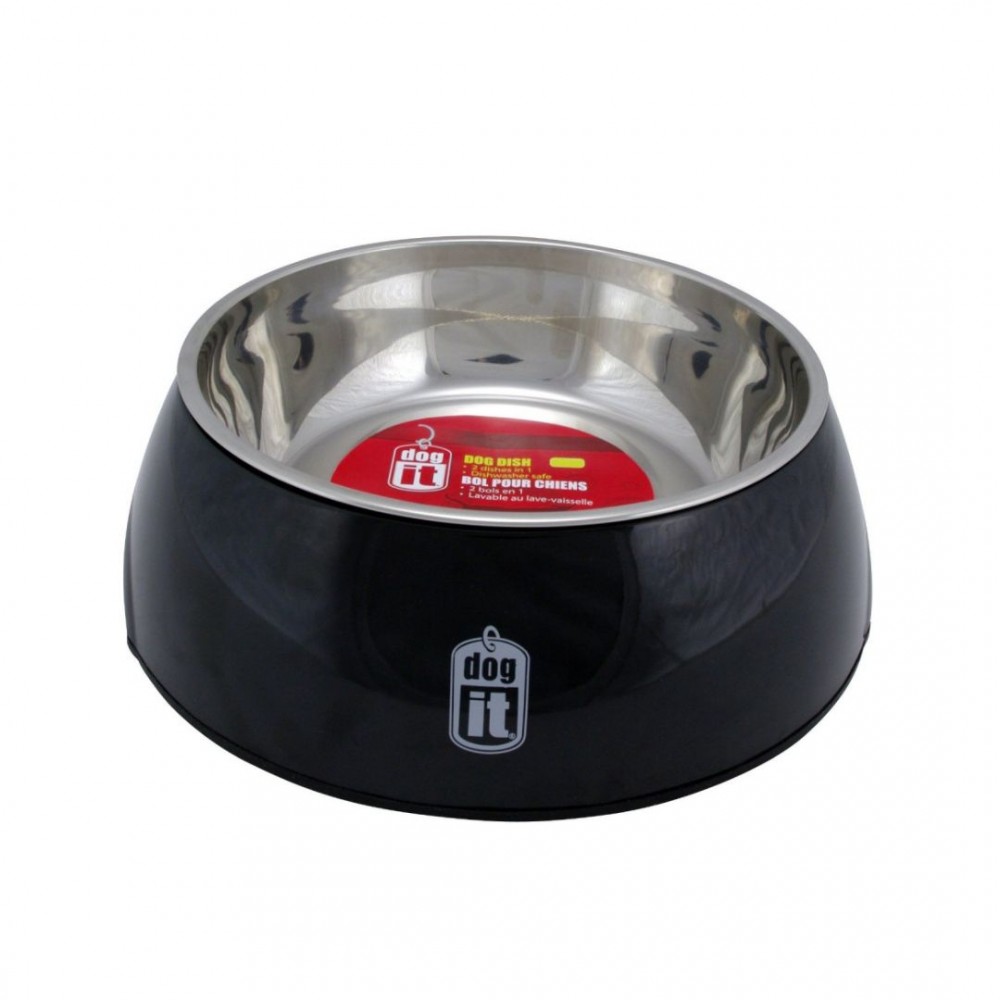 dog
it
DOG DISH
• 2 dishes in 1
• Dishwasher safe
BOL POUR CHIENS
• 2 bols en 1
• Lavable au lave-vaisselle
dog
it®